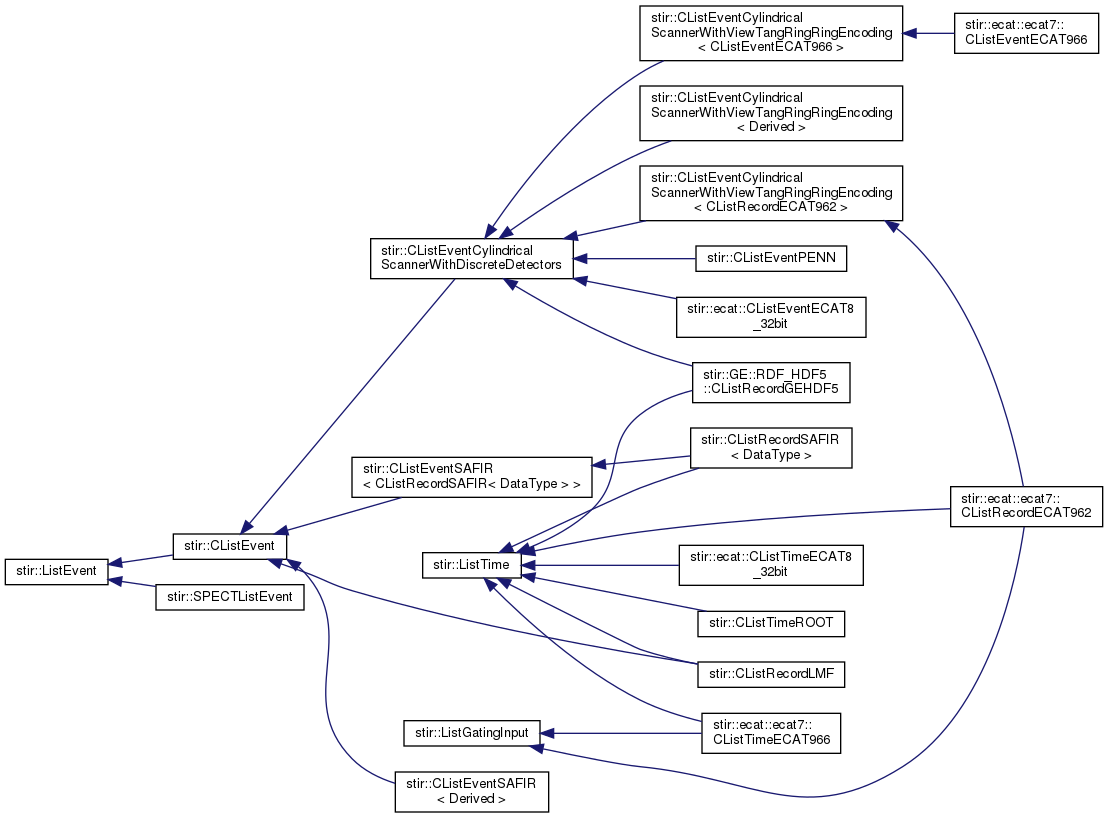 stir::CListEventCylindrical
ScannerWithViewTangRingRingEncoding
< CListEventECAT966 >
stir::ecat::ecat7::
CListEventECAT966
stir::CListEventCylindrical
ScannerWithViewTangRingRingEncoding
< Derived >
stir::CListEventCylindrical
ScannerWithViewTangRingRingEncoding
< CListRecordECAT962 >
stir::CListEventCylindrical
ScannerWithDiscreteDetectors
stir::CListEventPENN
stir::ecat::CListEventECAT8
_32bit
stir::GE::RDF_HDF5
::CListRecordGEHDF5
stir::CListRecordSAFIR
< DataType >
stir::CListEventSAFIR
< CListRecordSAFIR< DataType > >
stir::ecat::ecat7::
CListRecordECAT962
stir::CListEvent
stir::ListTime
stir::ecat::CListTimeECAT8
_32bit
stir::ListEvent
stir::SPECTListEvent
stir::CListTimeROOT
stir::CListRecordLMF
stir::ListGatingInput
stir::ecat::ecat7::
CListTimeECAT966
stir::CListEventSAFIR
< Derived >